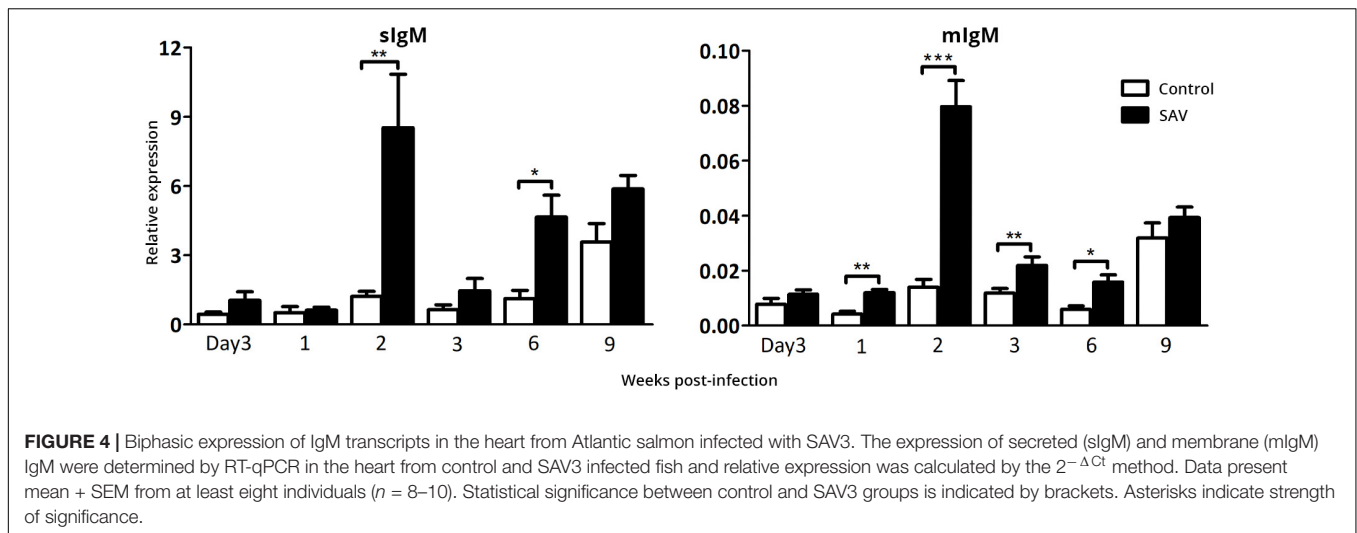 sIgM
12
9
6
3
0
Relative expression
**
*
Day3 1 2 3 6 9
mIgM
0.10
0.08
0.06
0.04
0.02
0.00
**
***
**
*
Control
SAV
Day3 1 2 3 6 9
Weeks post-infection
FIGURE 4 | Biphasic expression of IgM transcripts in the heart from Atlantic salmon infected with SAV3. The expression of secreted (sIgM) and membrane (mIgM)
IgM were determined by RT-qPCR in the heart from control and SAV3 infected fish and relative expression was calculated by the 2−ΔCt method. Data present
mean + SEM from at least eight individuals (n = 8–10). Statistical significance between control and SAV3 groups is indicated by brackets. Asterisks indicate strength
of significance.